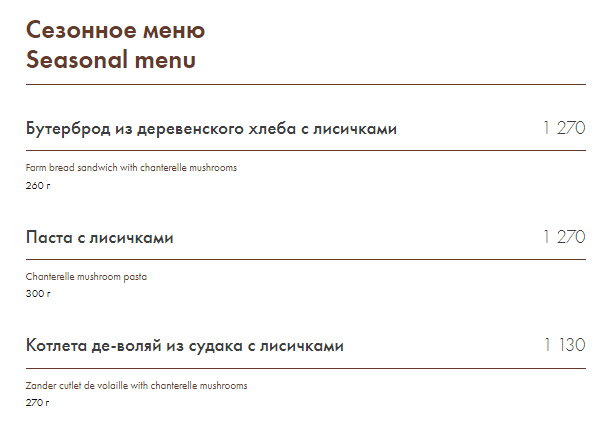 Сезонное меню
Seasonal menu
Бутерброд из деревенского хлеба с лисичками 1 270
Farm bread sandwich with chanterelle mushrooms
260 г
Паста с лисичками 1 270
Chanterelle mushroom pasta
300 г
Котлета де-воляй из судака с лисичками 1 130
Zander cutlet de volaille with chanterelle mushrooms
270 г